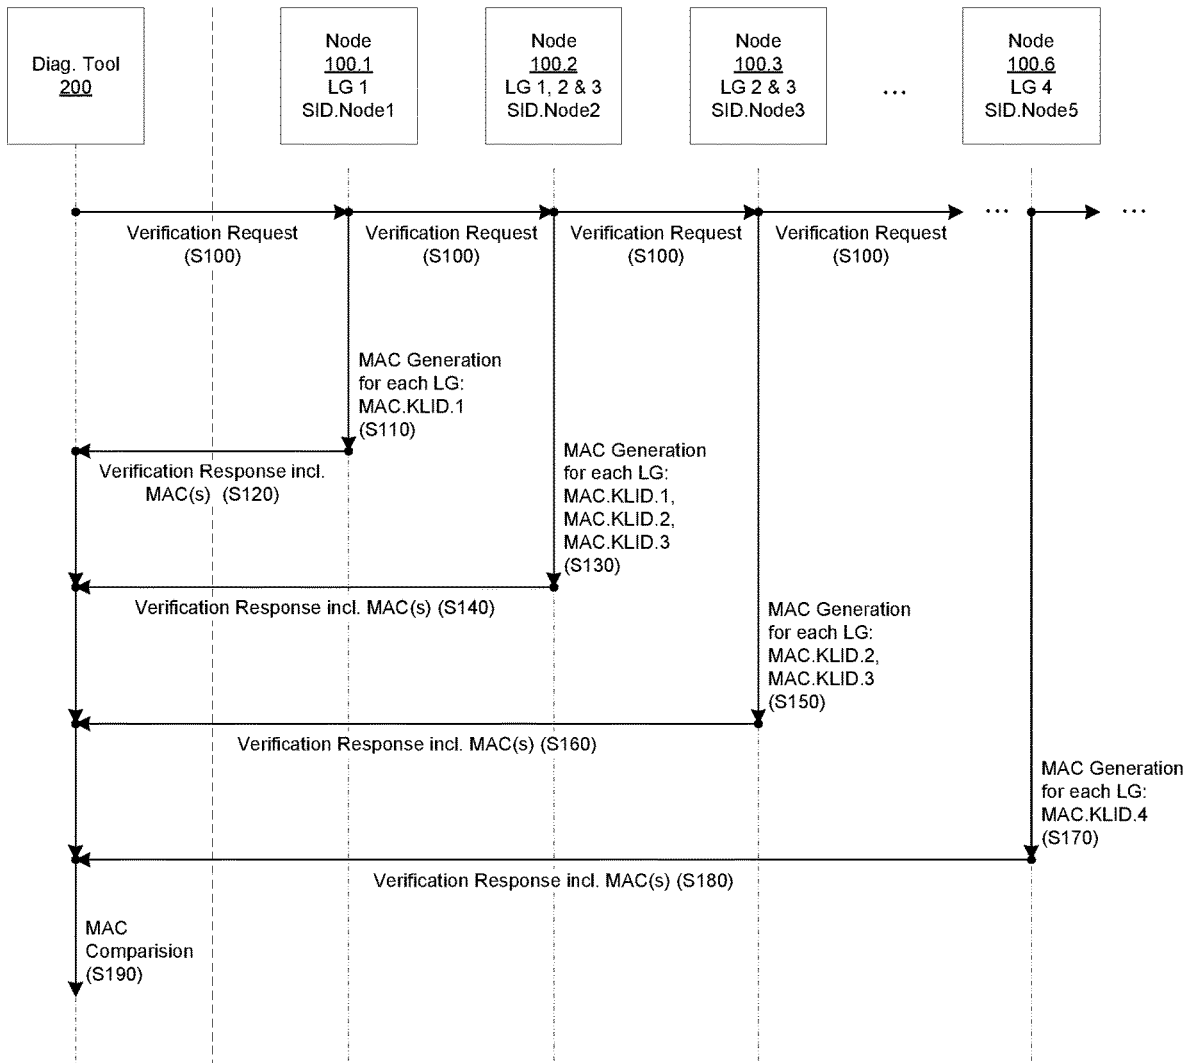 Diag. Tool
200
Node
100.1
LG 1
SID.Node1
Node
100.2
LG 1, 2 & 3
SID.Node2
Node
100.3
LG 2 & 3
SID.Node3
...
Node
100.6
LG 4
SID.Node5
... ...
Verification Request
(S100)
Verification Request
(S100)
Verification Request
(S100)
Verification Request
(S100)
MAC Generation
for each LG:
MAC.KLID.1
(S110)
Verification Response incl.
MAC(s) (S120)
MAC Generation
for each LG:
MAC.KLID.1,
MAC.KLID.2,
MAC.KLID.3
(S130)
Verification Response incl. MAC(s) (S140)
MAC Generation
for each LG:
MAC.KLID.2,
MAC.KLID.3
(S150)
Verification Response incl. MAC(s) (S160)
MAC Generation
for each LG:
MAC.KLID.4
(S170)
Verification Response incl. MAC(s) (S180)
MAC
Comparision
(S190)